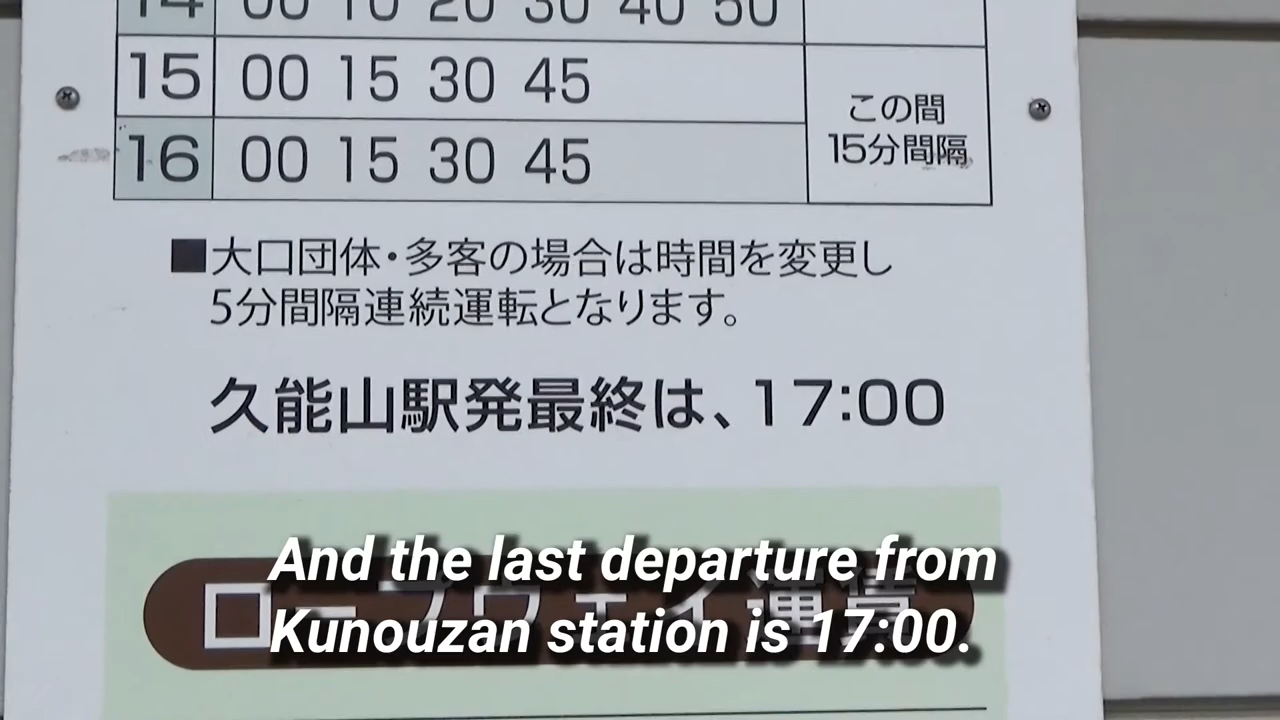 14 00 10 20 30 40 50
15 00 15 30 45
16 00 15 30 45
この間
15分間隔
■大口団体・多客の場合は時間を変更し
5分間隔連続運転となります。
久能山駅発最終は、17:00
ロープウェイ運賃
And the last departure from
Kunouzan station is 17:00.